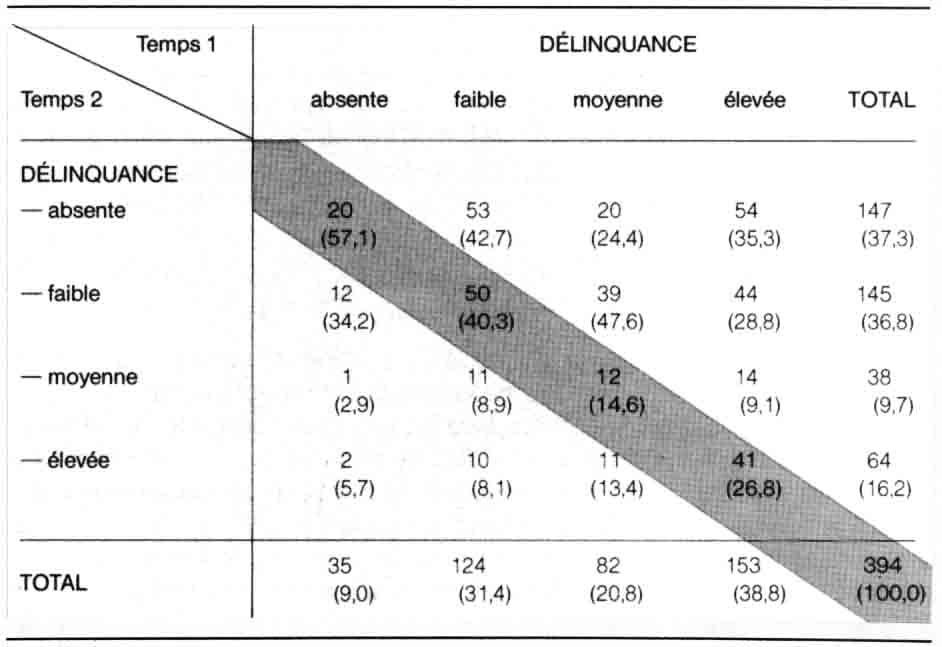 Temps 1 DÉLINQUANCE
Temps 2 absente faible moyenne élevée TOTAL
DÉLINQUANCE
— absente 20 53 20 54 147
(57,1) (42,7) (24,4) (35,3) (37,3)
— faible 12 50 39 44 145
(34,2) (40,3) (47,6) (28,8) (36,8)
— moyenne 1 11 12 14 38
(2,9) (8,9) (14,6) (9,1) (9,7)
— élevée 2 10 11 41 64
(5,7) (8,1) (13,4) (26,8) (16,2)
TOTAL 35 124 82 153 394
(9,0) (31,4) (20,8) (38,8) (100,0)